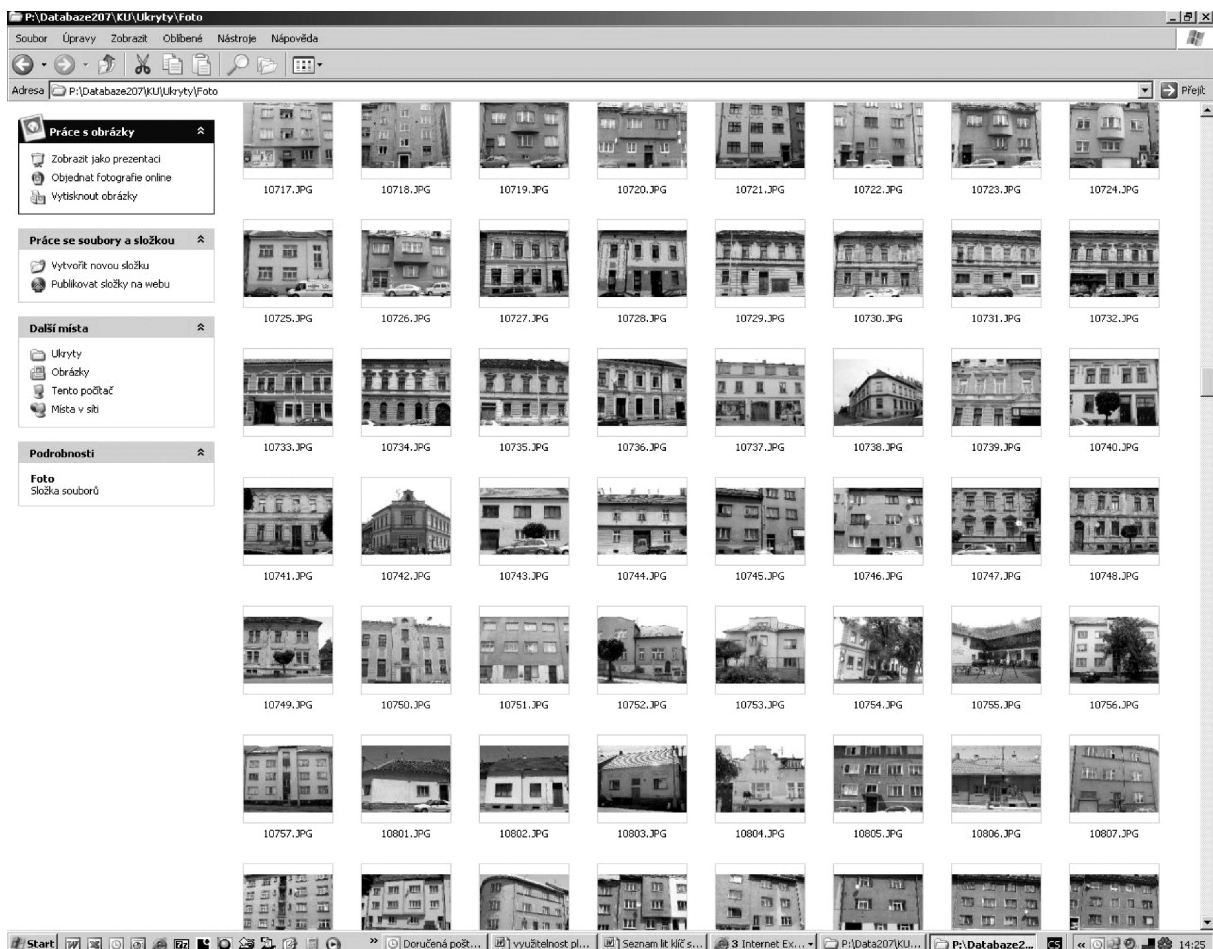 P:\Databaze207\KU\Ukryty\Foto
Soubor Úpravy Zobrazit Oblíbené Nástroje Nápověda
Adresa P:\Databaze207\KU\Ukryty\Foto Přejít
Práce s obrázky
Zobrazit jako prezentaci
Objednat fotografie online
Vytisknout obrázky
Práce se soubory a složkou
Vytvořit novou složku
Publikovat složky na webu
Další místa
Ukryty
Obrázky
Tento počítač
Místa v síti
Podrobnosti
Foto
Složka souborů
10717.JPG 10718.JPG 10719.JPG 10720.JPG 10721.JPG 10722.JPG 10723.JPG 10724.JPG
10725.JPG 10726.JPG 10727.JPG 10728.JPG 10729.JPG 10730.JPG 10731.JPG 10732.JPG
10733.JPG 10734.JPG 10735.JPG 10736.JPG 10737.JPG 10738.JPG 10739.JPG 10740.JPG
10741.JPG 10742.JPG 10743.JPG 10744.JPG 10745.JPG 10746.JPG 10747.JPG 10748.JPG
10749.JPG 10750.JPG 10751.JPG 10752.JPG 10753.JPG 10754.JPG 10755.JPG 10756.JPG
10757.JPG 10801.JPG 10802.JPG 10803.JPG 10804.JPG 10805.JPG 10806.JPG 10807.JPG
Start » Doručená pošt... využitelnost pl... Seznam lit klíč s... 3 Internet Ex... P:\Data207\KU... P:\Databaze2... CS « 14:25